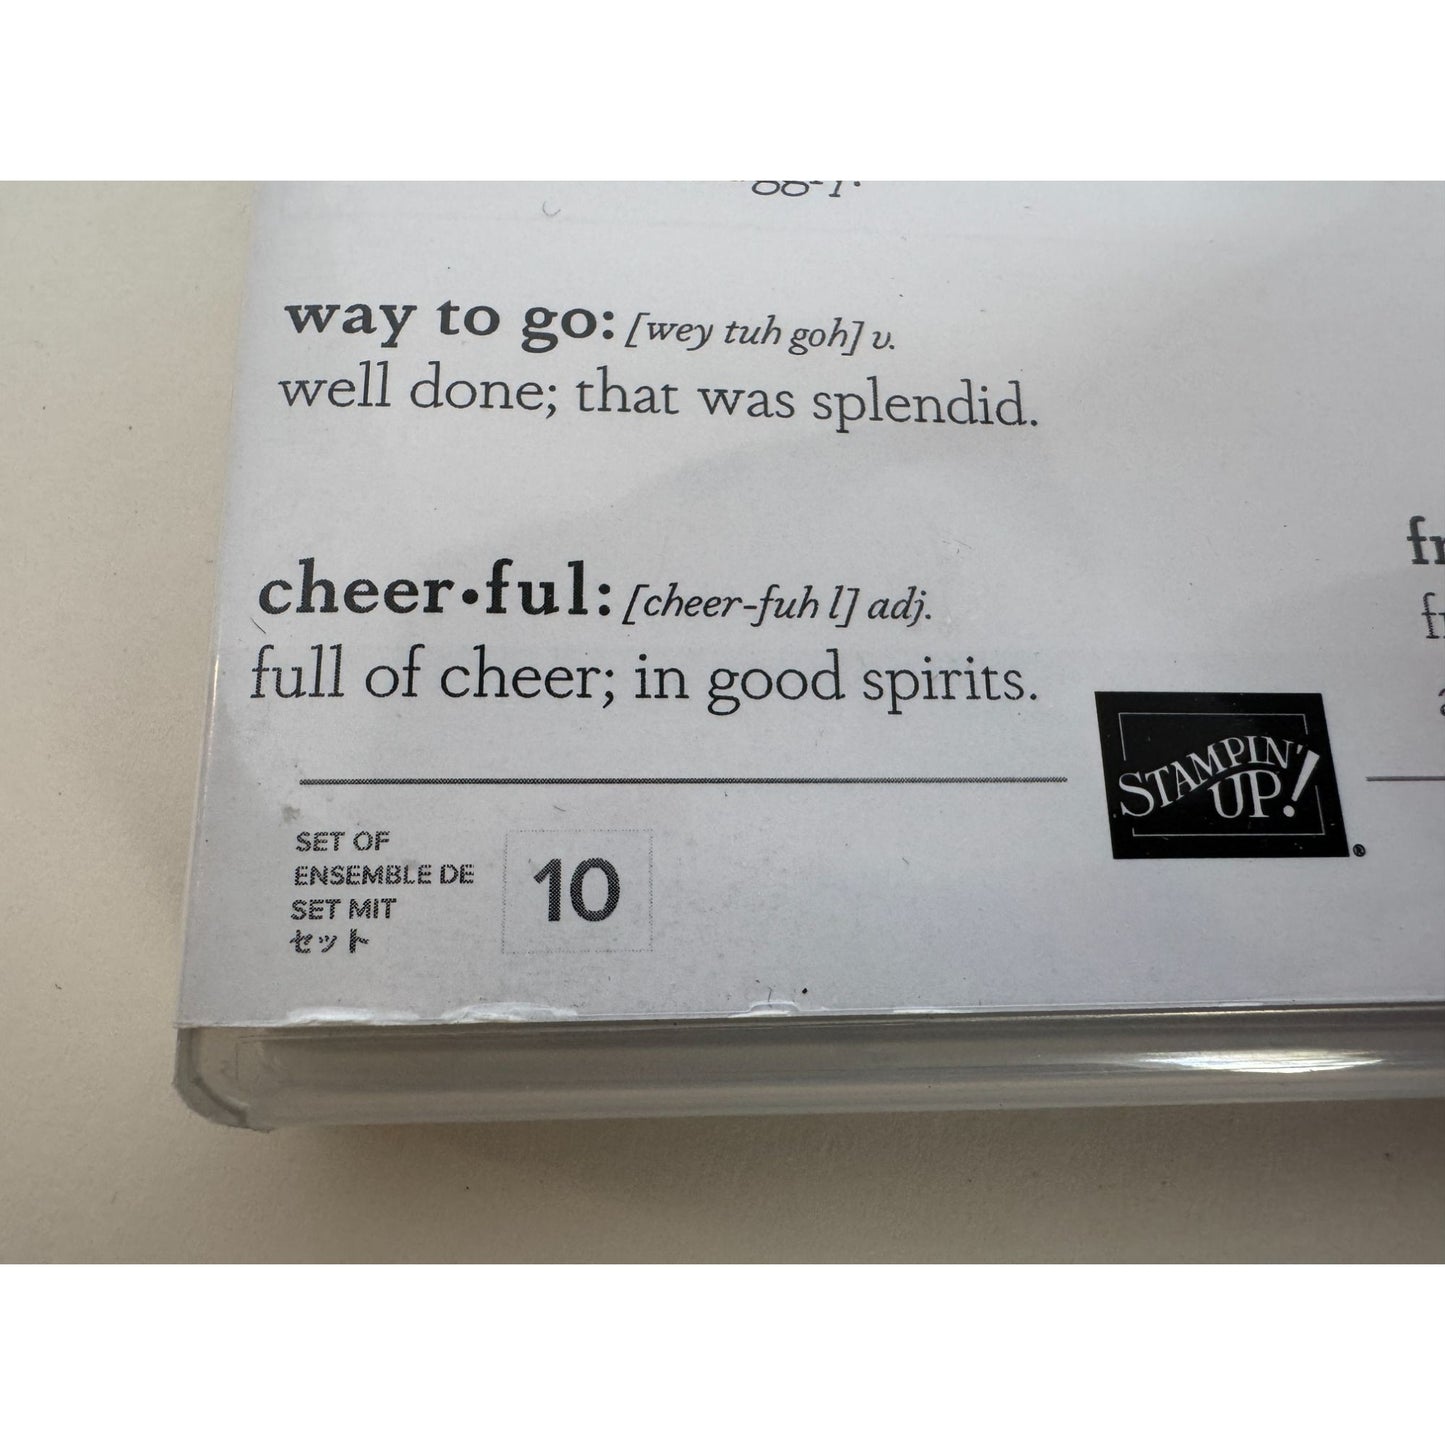 way to go: [wey tuh goh] v.
well done; that was splendid.
cheer•ful: [cheer-fuh l] adj.
full of cheer; in good spirits.
STAMPIN'
UP!
®
SET OF
ENSEMBLE DE
SET MIT
セット
10